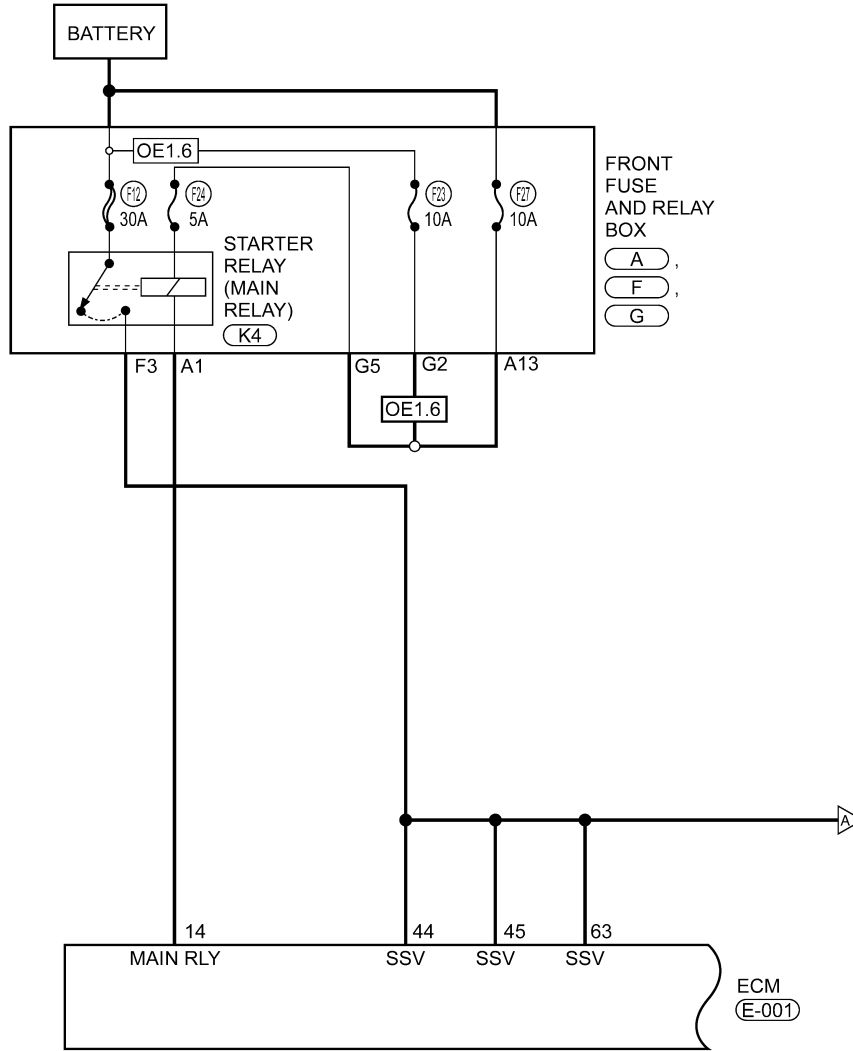 BATTERY
OE1.6
F12
30A
F24
5A
F23
10A
F27
10A
FRONT
FUSE
AND RELAY
BOX
A ,
F ,
G
STARTER
RELAY
(MAIN
RELAY)
K4
F3
A1
G5
G2
A13
OE1.6
A
14
44
45
63
MAIN RLY
SSV
SSV
SSV
ECM
E-001